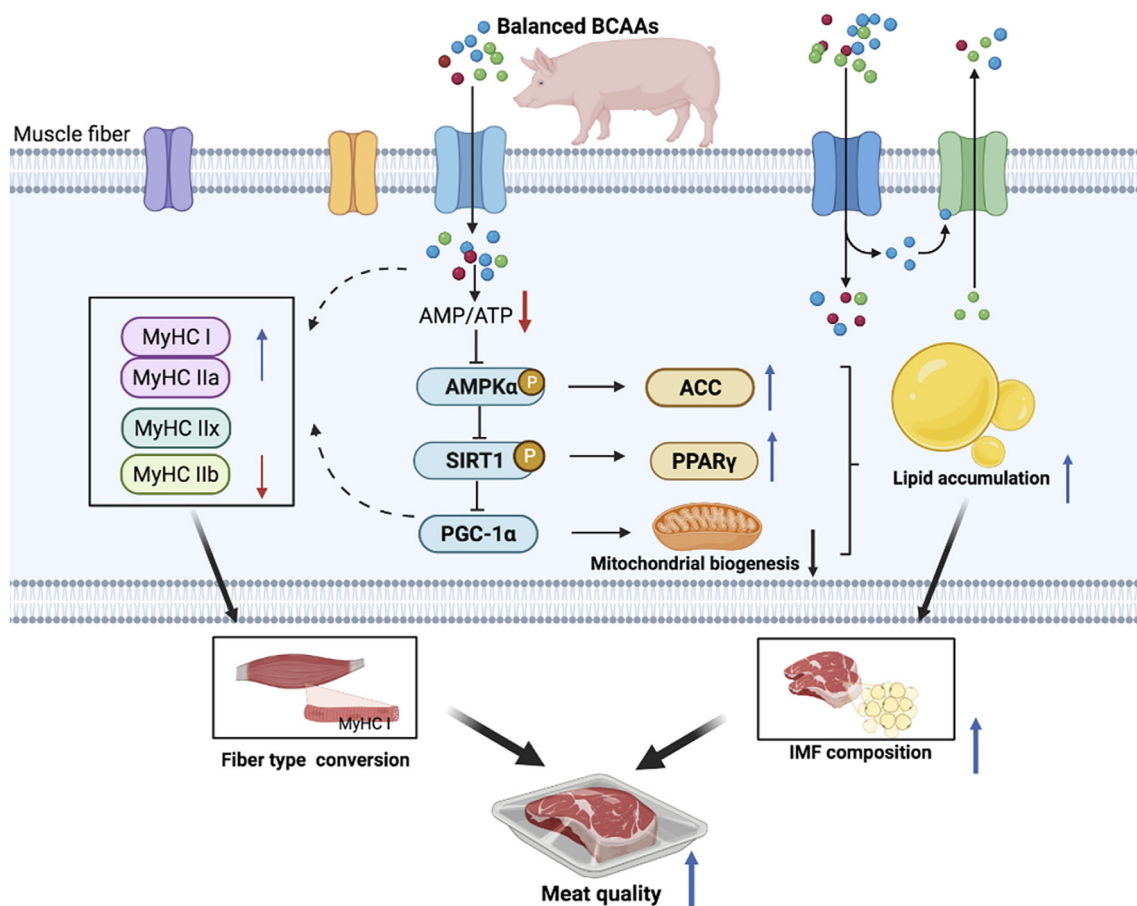 Balanced BCAAs
Muscle fiber
AMP/ATP
MyHC I
MyHC IIa
MyHC IIx
MyHC IIb
AMPKα
P
ACC
SIRT1
P
PPARγ
PGC-1α
Mitochondrial biogenesis
Lipid accumulation
MyHC I
Fiber type conversion
IMF composition
Meat quality